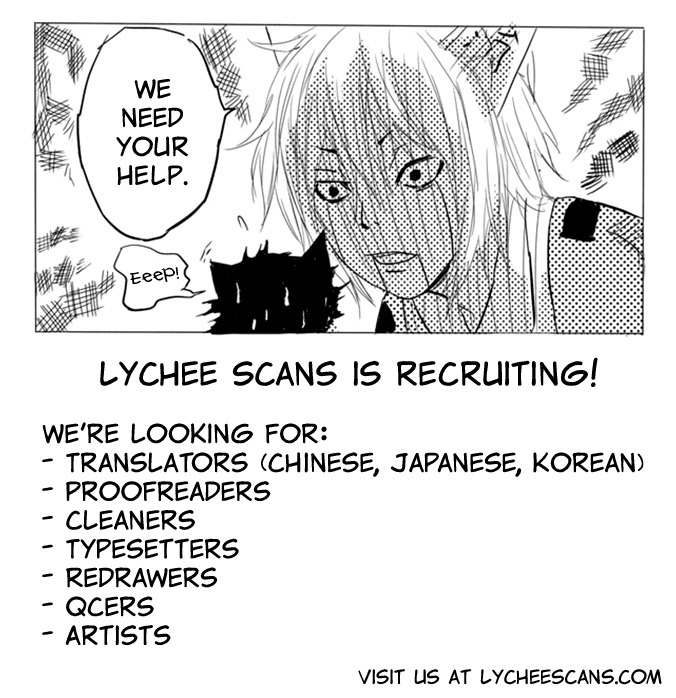 WE
NEED
YOUR
HELP.
Eeep!
LYCHEE SCANS IS RECRUITING!
WE'RE LOOKING FOR:
- TRANSLATORS (CHINESE, JAPANESE, KOREAN)
- PROOFREADERS
- CLEANERS
- TYPESETTERS
- REDRAWERS
- QCERS
- ARTISTS
VISIT US AT LYCHEESCANS.COM